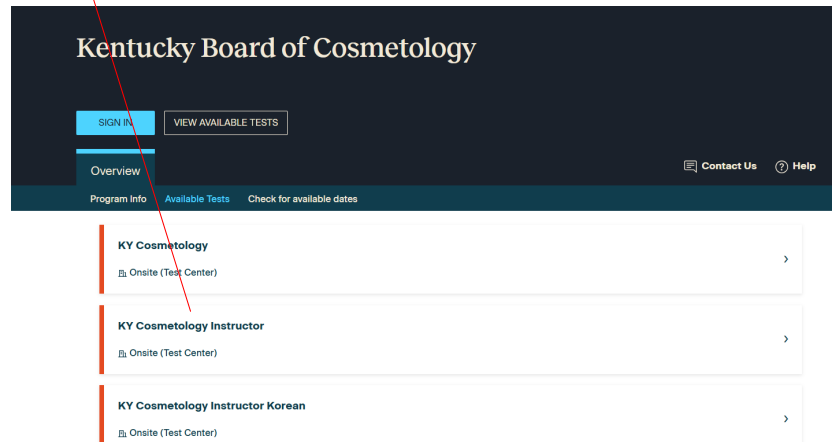 Kentucky Board of Cosmetology
SIGN IN VIEW AVAILABLE TESTS
Overview Contact Us Help
Program Info Available Tests Check for available dates
KY Cosmetology
Onsite (Test Center)
KY Cosmetology Instructor
Onsite (Test Center)
KY Cosmetology Instructor Korean
Onsite (Test Center)